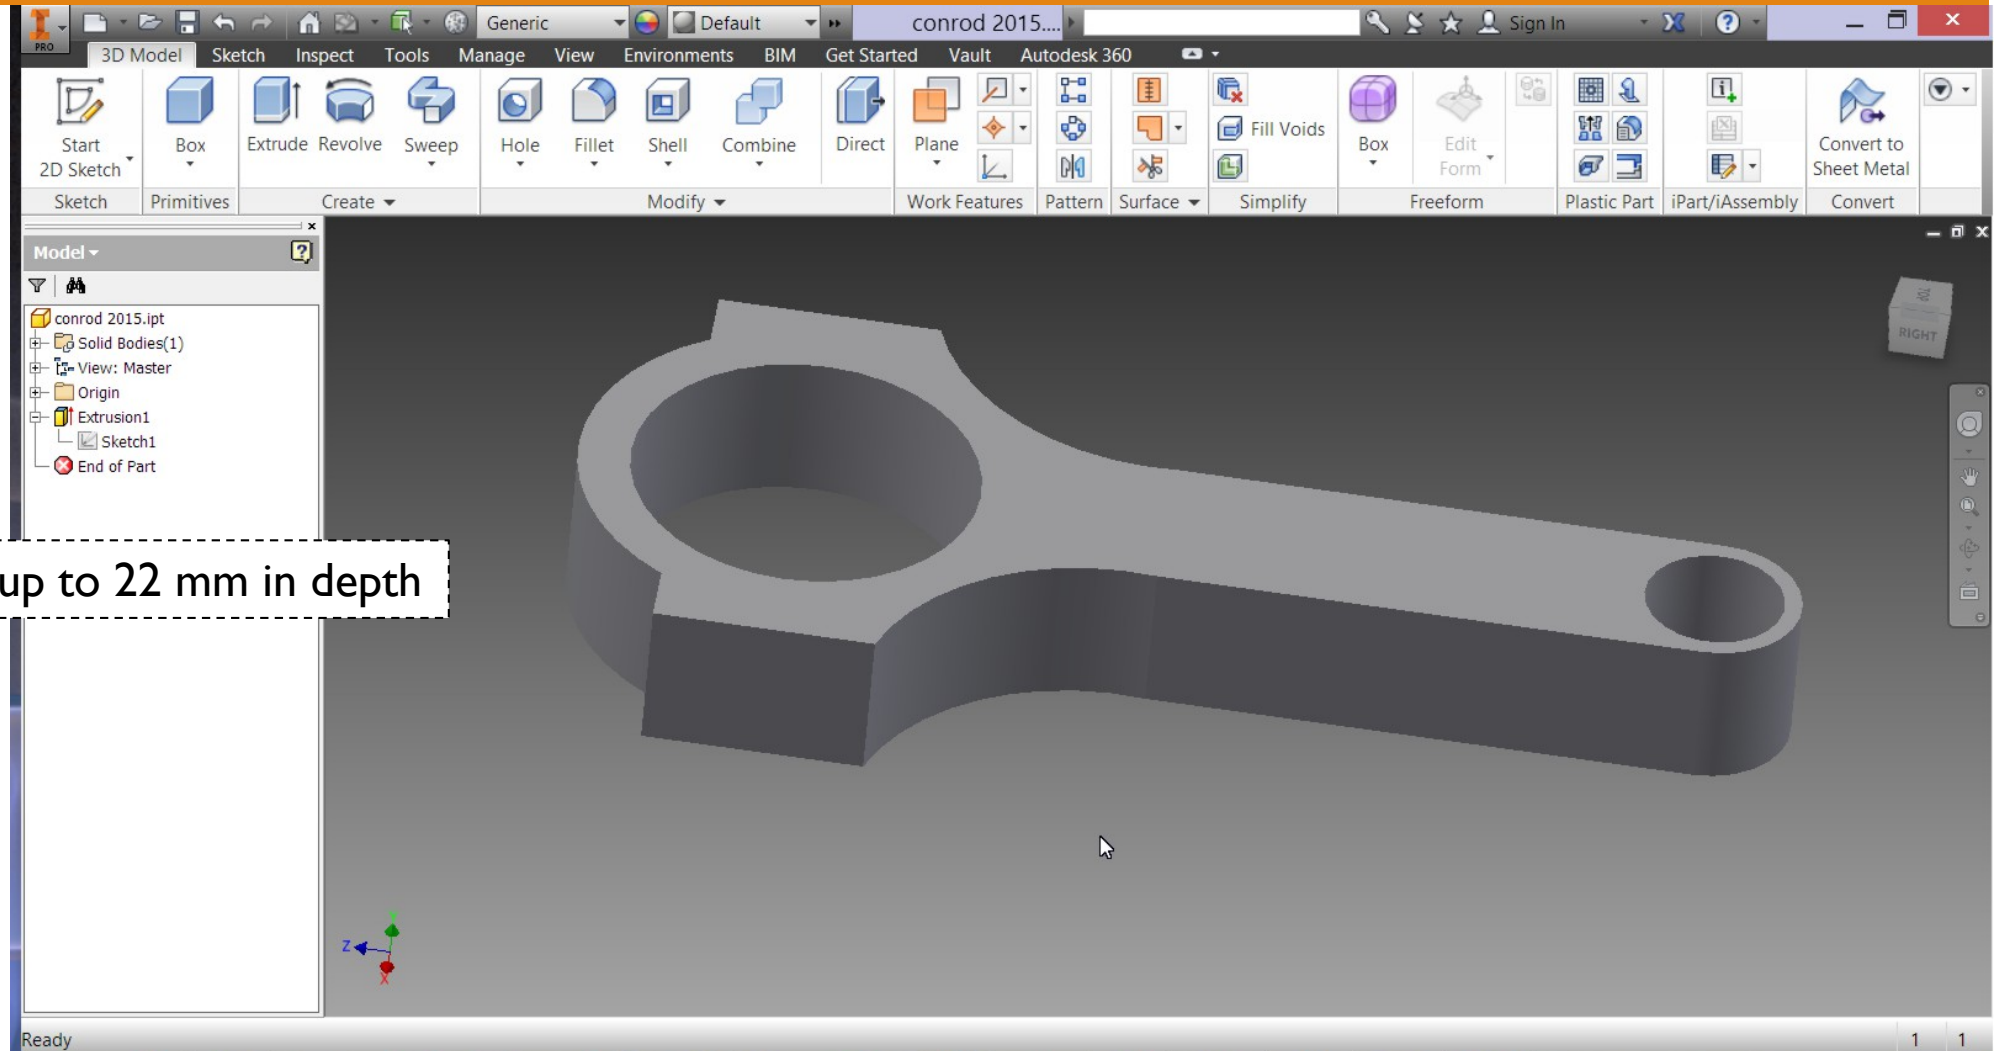 Generic
Default
conrod 2015....
Sign In
PRO
3D Model Sketch Inspect Tools Manage View Environments BIM Get Started Vault Autodesk 360
Start
2D Sketch
Box
Extrude
Revolve
Sweep
Hole
Fillet
Shell
Combine
Direct
Plane
Fill Voids
Box
Edit
Form
Convert to
Sheet Metal
Sketch Primitives Create Modify Work Features Pattern Surface Simplify Freeform Plastic Part iPart/iAssembly Convert
Model
conrod 2015.ipt
Solid Bodies(1)
View: Master
Origin
Extrusion1
Sketch1
End of Part
TOP
RIGHT
up to 22 mm in depth
Z
X
Ready
1 1